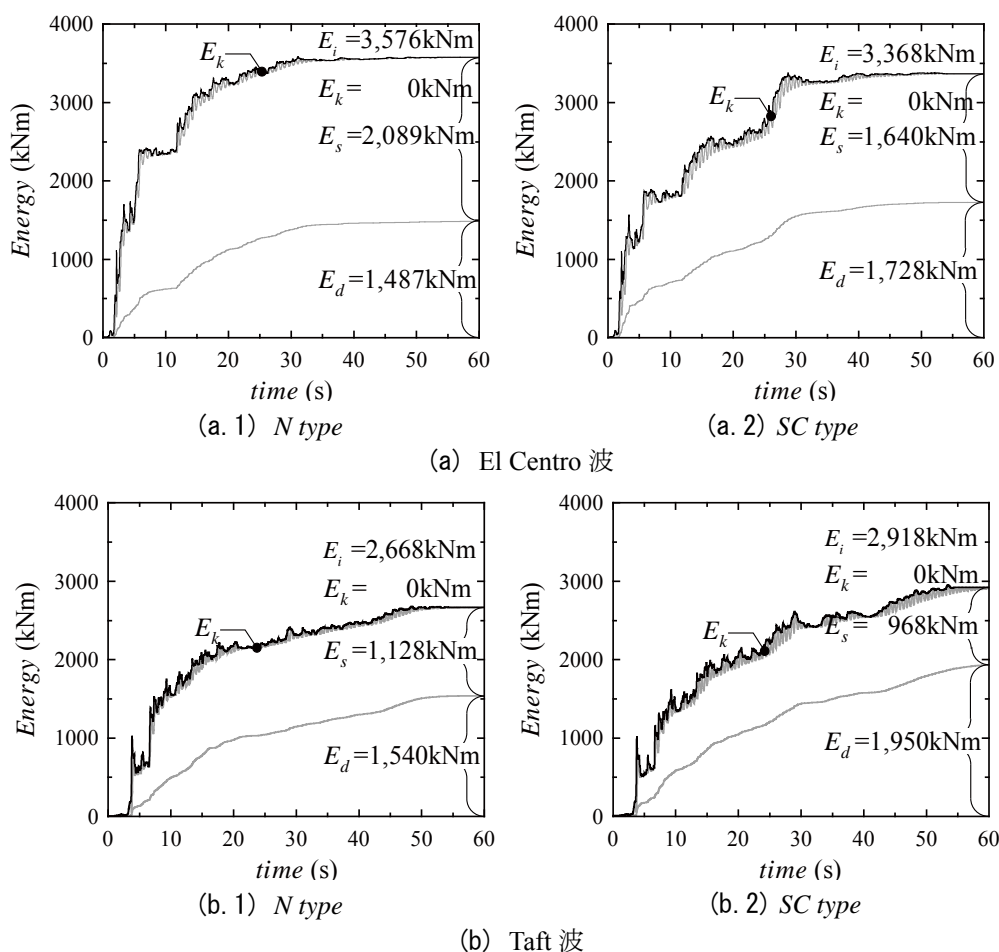 4000
3000
2000
1000
0
Energy (kNm)
E_k
E_i =3,576kNm
E_k= 0kNm
E_s =2,089kNm
E_d =1,487kNm
0 10 20 30 40 50 60
time (s)
(a. 1) N type
4000
3000
2000
1000
0
Energy (kNm)
E_k
E_i =3,368kNm
E_k= 0kNm
E_s =1,640kNm
E_d =1,728kNm
0 10 20 30 40 50 60
time (s)
(a. 2) SC type
(a) El Centro 波
4000
3000
2000
1000
0
Energy (kNm)
E_k
E_i =2,668kNm
E_k= 0kNm
E_s =1,128kNm
E_d =1,540kNm
0 10 20 30 40 50 60
time (s)
(b. 1) N type
4000
3000
2000
1000
0
Energy (kNm)
E_k
E_i =2,918kNm
E_k= 0kNm
E_s = 968kNm
E_d =1,950kNm
0 10 20 30 40 50 60
time (s)
(b. 2) SC type
(b) Taft 波